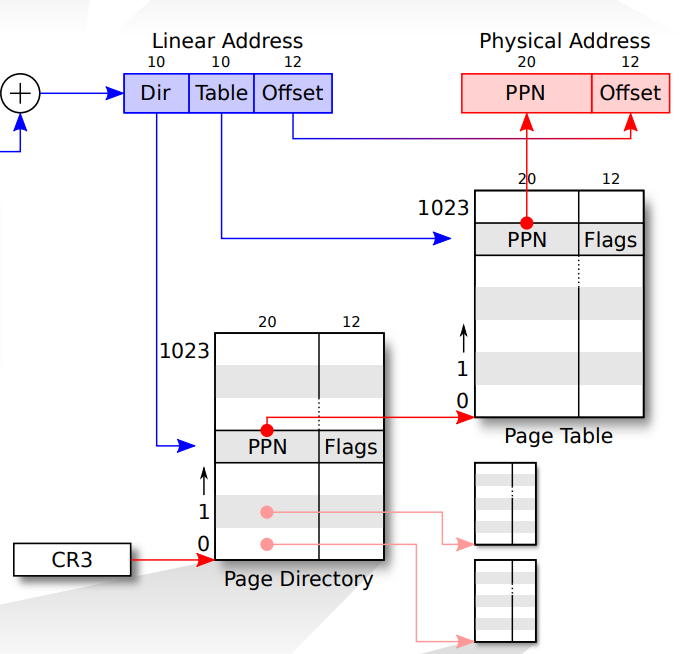 Linear Address
10 10 12
Dir Table Offset
Physical Address
20 12
PPN Offset
20 12
1023
PPN Flags
1
0
Page Table
20 12
1023
PPN Flags
1
0
Page Directory
CR3